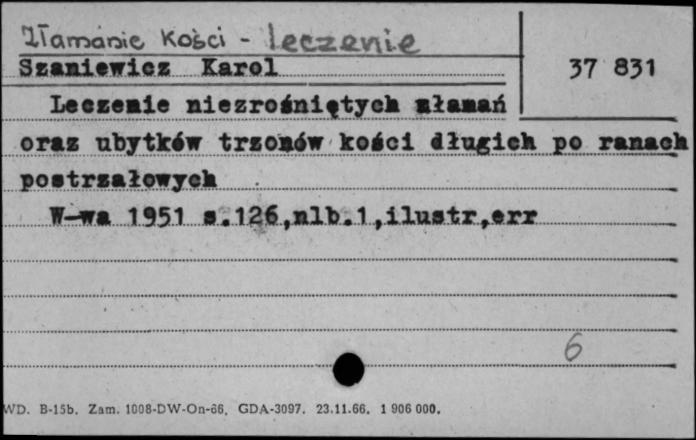 Złamanie kości - leczenie
Szaniewicz Karol
37 831
Leczenie niezrośniętych złamań
oraz ubytków trzonów kości długich po ranach
postrzałowych
W-wa 1951 s.126,nlb.1,ilustr,err
6
WD. B-15b. Zam. 1008-DW-On-66. GDA-3097. 23.11.66. 1 906 000.